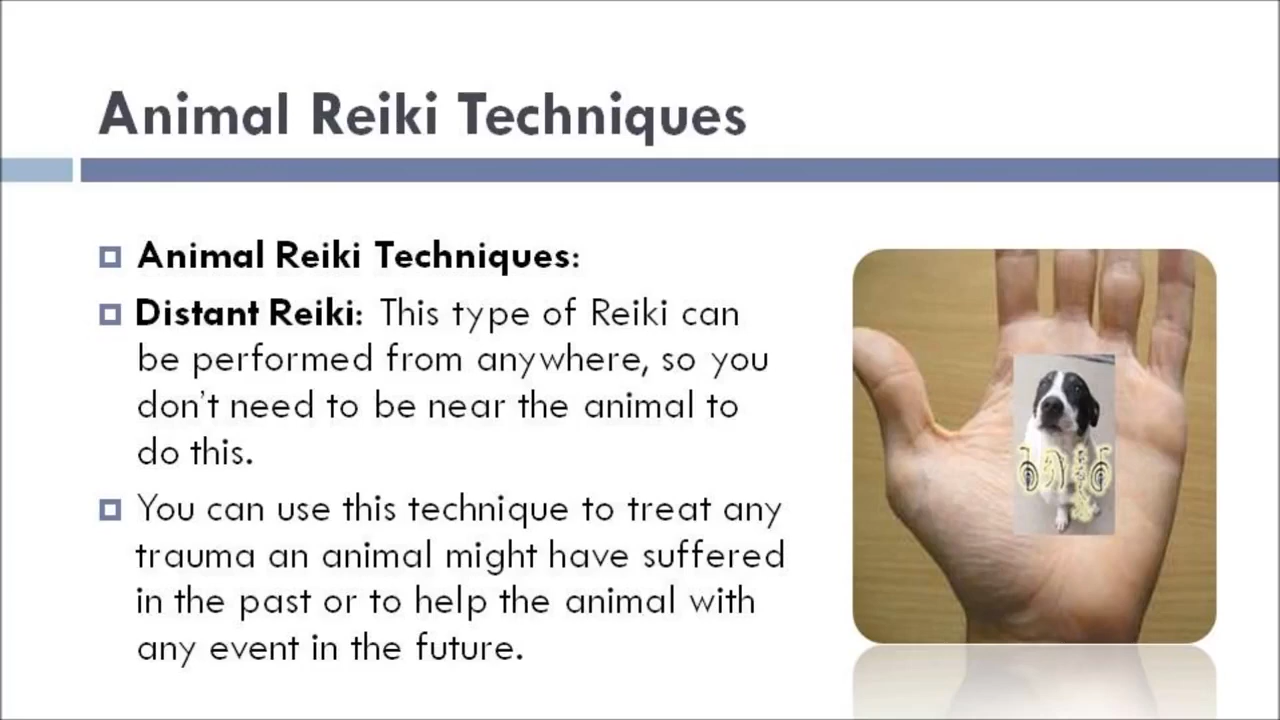 Animal Reiki Techniques
Animal Reiki Techniques:
Distant Reiki: This type of Reiki can
be performed from anywhere, so you
don't need to be near the animal to
do this.
You can use this technique to treat any
trauma an animal might have suffered
in the past or to help the animal with
any event in the future.